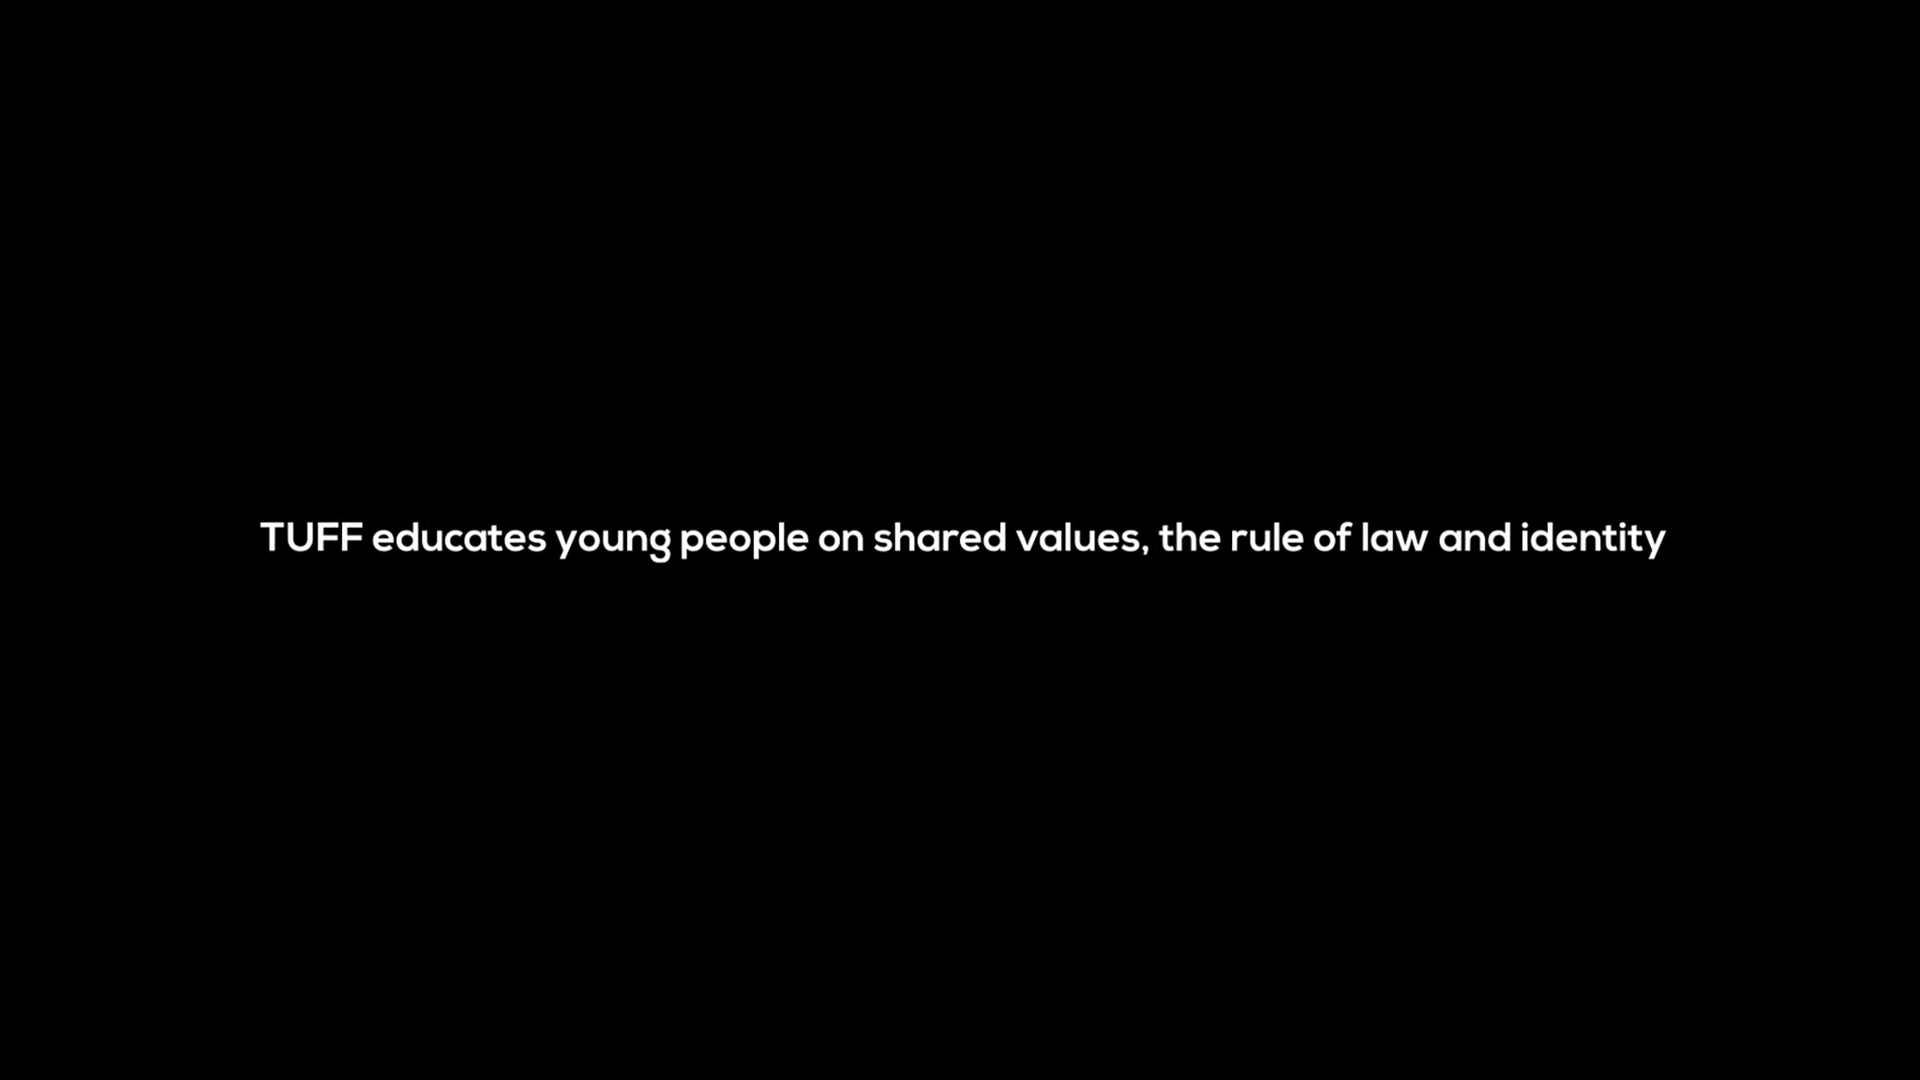 TUFF educates young people on shared values, the rule of law and identity